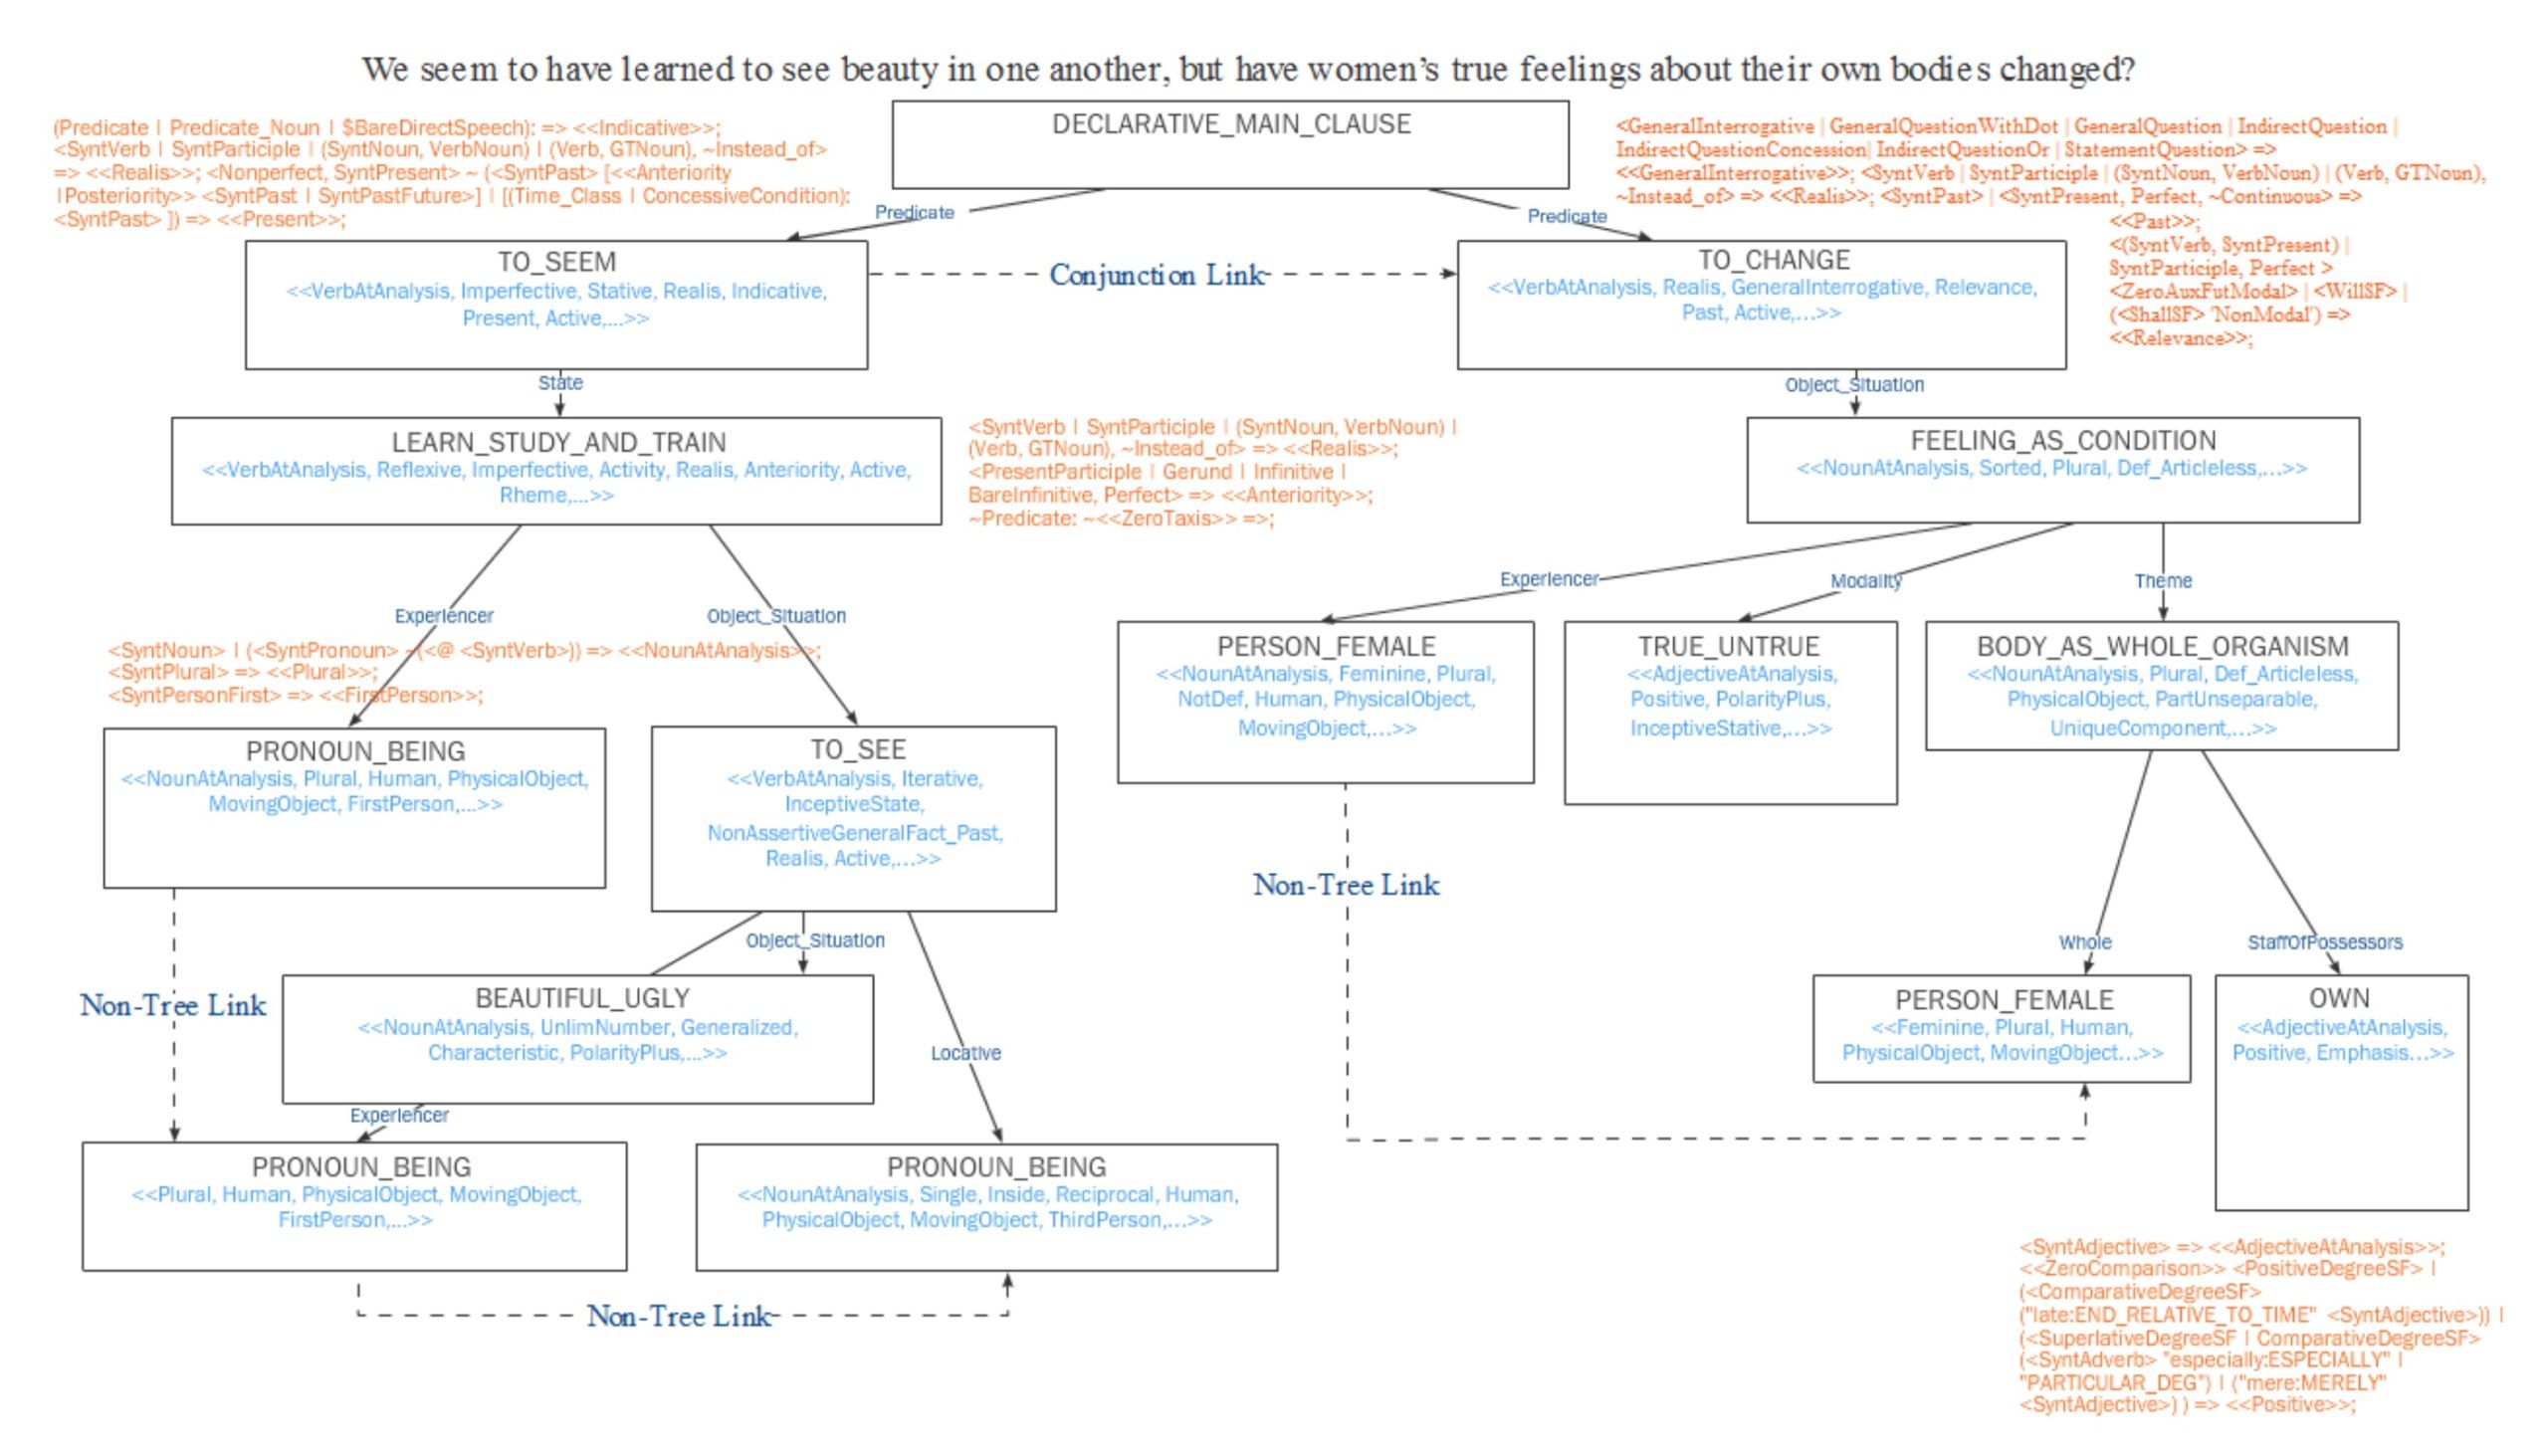 We seem to have learned to see beauty in one another, but have women's true feelings about their own bodies changed?
DECLARATIVE_MAIN_CLAUSE
(Predicate | Predicate_Noun | $BareDirectSpeech): => <<Indicative>>;
<SyntVerb | SyntParticiple | (SyntNoun, VerbNoun) | (Verb, GTNoun), ~Instead_of>
=> <<Realis>>; <Nonperfect, SyntPresent> ~ (<SyntPast> [<<Anteriority
|Posteriority>> <SyntPast | SyntPastFuture>] | [(Time_Class | ConcessiveCondition):
<SyntPast> ]) => <<Present>>;
<GeneralInterrogative | GeneralQuestionWithDot | GeneralQuestion | IndirectQuestion |
IndirectQuestionConcession| IndirectQuestionOr | StatementQuestion> =>
<<GeneralInterrogative>>; <SyntVerb | SyntParticiple | (SyntNoun, VerbNoun) | (Verb, GTNoun),
~Instead_of> => <<Realis>>; <SyntPast> | <SyntPresent, Perfect, ~Continuous> =>
<<Past>>;
<(SyntVerb, SyntPresent) |
SyntParticiple, Perfect >
<ZeroAuxFutModal> | <WillSF> |
(<ShallSF> 'NonModal') =>
<<Relevance>>;
Predicate
Predicate
TO_SEEM
<<VerbAtAnalysis, Imperfective, Stative, Realis, Indicative,
Present, Active,...>>
Conjunction Link
TO_CHANGE
<<VerbAtAnalysis, Realis, GeneralInterrogative, Relevance,
Past, Active,...>>
State
Object_Situation
LEARN_STUDY_AND_TRAIN
<<VerbAtAnalysis, Reflexive, Imperfective, Activity, Realis, Anteriority, Active,
Rheme,...>>
<SyntVerb | SyntParticiple | (SyntNoun, VerbNoun) |
(Verb, GTNoun), ~Instead_of> => <<Realis>>;
<PresentParticiple | Gerund | Infinitive |
BareInfinitive, Perfect> => <<Anteriority>>;
~Predicate: ~<<ZeroTaxis>> =>;
FEELING_AS_CONDITION
<<NounAtAnalysis, Sorted, Plural, Def_Articleless,...>>
Experiencer
Object_Situation
Experiencer
Modality
Theme
<SyntNoun> | (<SyntPronoun> ~(<@ <SyntVerb>)) => <<NounAtAnalysis>>;
<SyntPlural> => <<Plural>>;
<SyntPersonFirst> => <<FirstPerson>>;
PERSON_FEMALE
<<NounAtAnalysis, Feminine, Plural,
NotDef, Human, PhysicalObject,
MovingObject,...>>
TRUE_UNTRUE
<<AdjectiveAtAnalysis,
Positive, PolarityPlus,
InceptiveStative,...>>
BODY_AS_WHOLE_ORGANISM
<<NounAtAnalysis, Plural, Def_Articleless,
PhysicalObject, PartUnseparable,
UniqueComponent,...>>
PRONOUN_BEING
<<NounAtAnalysis, Plural, Human, PhysicalObject,
MovingObject, FirstPerson,...>>
TO_SEE
<<VerbAtAnalysis, Iterative,
InceptiveState,
NonAssertiveGeneralFact_Past,
Realis, Active,...>>
Non-Tree Link
Object_Situation
Whole
StaffOfPossessors
Non-Tree Link
BEAUTIFUL_UGLY
<<NounAtAnalysis, UnlimNumber, Generalized,
Characteristic, PolarityPlus,...>>
Locative
PERSON_FEMALE
<<Feminine, Plural, Human,
PhysicalObject, MovingObject...>>
OWN
<<AdjectiveAtAnalysis,
Positive, Emphasis...>>
Experiencer
PRONOUN_BEING
<<Plural, Human, PhysicalObject, MovingObject,
FirstPerson,...>>
PRONOUN_BEING
<<NounAtAnalysis, Single, Inside, Reciprocal, Human,
PhysicalObject, MovingObject, ThirdPerson,...>>
Non-Tree Link
<SyntAdjective> => <<AdjectiveAtAnalysis>>;
<<ZeroComparison>> <PositiveDegreeSF> |
(<ComparativeDegreeSF>
("late:END_RELATIVE_TO_TIME" <SyntAdjective>)) |
(<SuperlativeDegreeSF | ComparativeDegreeSF>
(<SyntAdverb> "especially:ESPECIALLY" |
"PARTICULAR_DEG") | ("mere:MERELY"
<SyntAdjective>) ) => <<Positive>>;